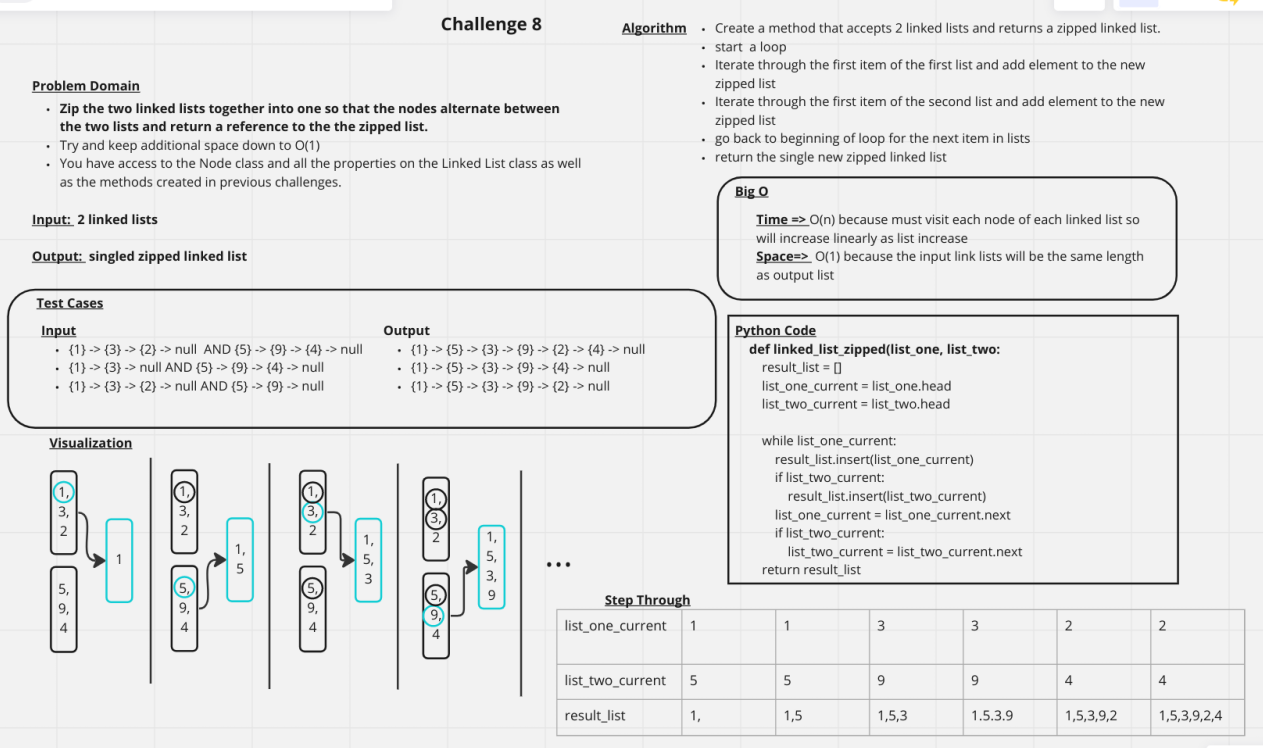 Challenge 8
Problem Domain
• Zip the two linked lists together into one so that the nodes alternate between
the two lists and return a reference to the the zipped list.
• Try and keep additional space down to O(1)
• You have access to the Node class and all the properties on the Linked List class as well
as the methods created in previous challenges.
Input: 2 linked lists
Output: singled zipped linked list
Algorithm
• Create a method that accepts 2 linked lists and returns a zipped linked list.
• start a loop
• Iterate through the first item of the first list and add element to the new
zipped list
• Iterate through the first item of the second list and add element to the new
zipped list
• go back to beginning of loop for the next item in lists
• return the single new zipped linked list
Big O
Time => O(n) because must visit each node of each linked list so
will increase linearly as list increase
Space=> O(1) because the input link lists will be the same length
as output list
Test Cases
Input
• {1} -> {3} -> {2} -> null AND {5} -> {9} -> {4} -> null
• {1} -> {3} -> null AND {5} -> {9} -> {4} -> null
• {1} -> {3} -> {2} -> null AND {5} -> {9} -> null
Output
• {1} -> {5} -> {3} -> {9} -> {2} -> {4} -> null
• {1} -> {5} -> {3} -> {9} -> {4} -> null
• {1} -> {5} -> {3} -> {9} -> {2} -> null
Python Code
def linked_list_zipped(list_one, list_two:
result_list = []
list_one_current = list_one.head
list_two_current = list_two.head
while list_one_current:
result_list.insert(list_one_current)
if list_two_current:
result_list.insert(list_two_current)
list_one_current = list_one_current.next
if list_two_current:
list_two_current = list_two_current.next
return result_list
Visualization
1,
3,
2
5,
9,
4
1
1,
3,
2
5,
9,
4
1,
5
1,
3,
2
5,
9,
4
1,
5,
3
1,
3,
2
5,
9,
4
1,
5,
3,
9
...
Step Through
list_one_current 1 1 3 3 2 2
list_two_current 5 5 9 9 4 4
result_list 1, 1,5 1,5,3 1.5.3.9 1,5,3,9,2 1,5,3,9,2,4